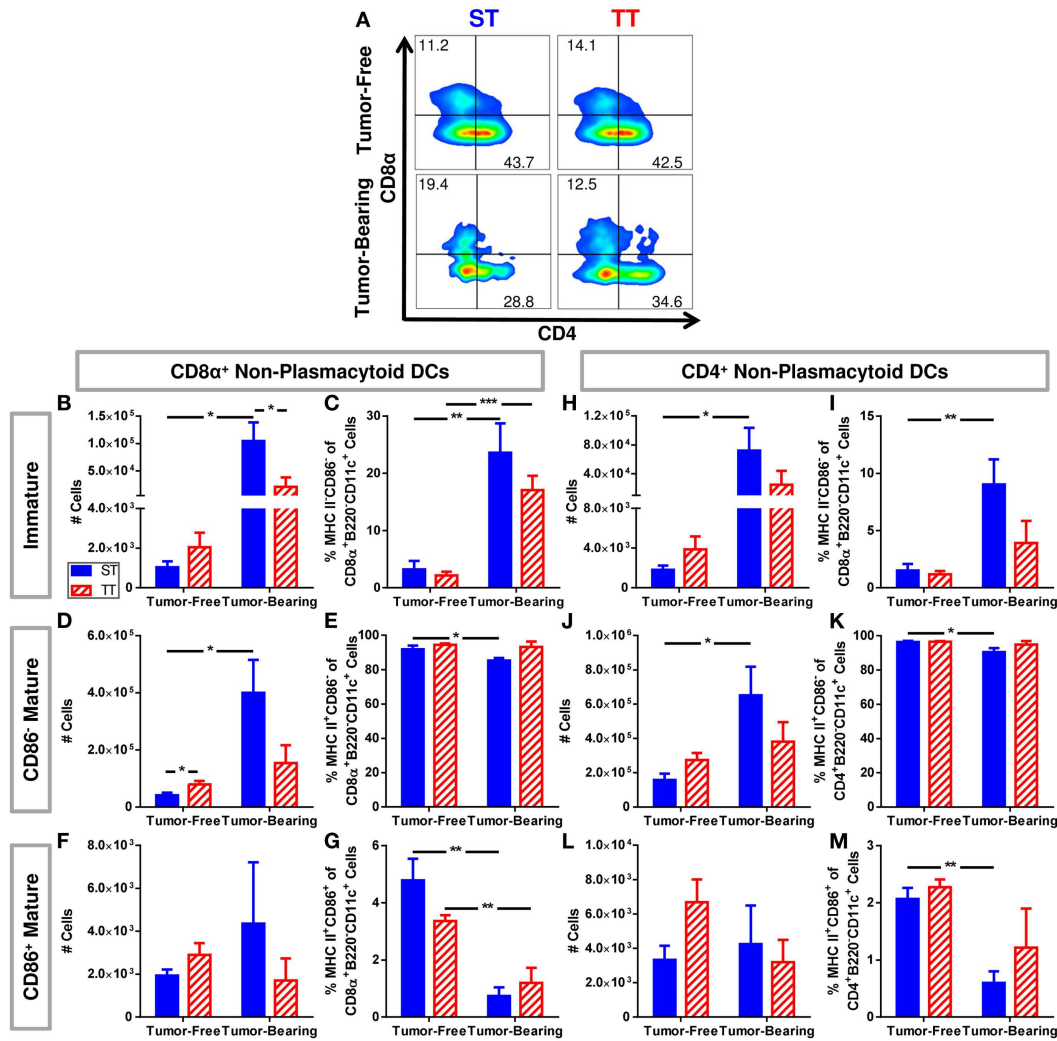 A
ST
TT
Tumor-Free
Tumor-Bearing
CD8α
CD4
11.2
43.7
14.1
42.5
19.4
28.8
12.5
34.6
CD8α⁺ Non-Plasmacytoid DCs
CD4⁺ Non-Plasmacytoid DCs
Immature
B
# Cells
1.5×10⁵
1.0×10⁵
5.0×10⁴
2.0×10³
1.0×10³
0
*
*
ST
TT
Tumor-Free Tumor-Bearing
C
% MHC II⁻CD86⁻ of
CD8α⁺B220⁻CD11c⁺ Cells
30
20
10
0
***
**
Tumor-Free Tumor-Bearing
H
# Cells
1.2×10⁵
8.0×10⁴
4.0×10⁴
4.0×10³
0
*
Tumor-Free Tumor-Bearing
I
% MHC II⁻CD86⁻ of
CD8α⁺B220⁻CD11c⁺ Cells
15
10
5
0
**
Tumor-Free Tumor-Bearing
CD86⁻ Mature
D
# Cells
6.0×10⁵
4.0×10⁵
2.0×10⁵
0
*
*
Tumor-Free Tumor-Bearing
E
% MHC II⁺CD86⁻ of
CD8α⁺B220⁻CD11c⁺ Cells
100
80
60
40
20
0
*
Tumor-Free Tumor-Bearing
J
# Cells
1.0×10⁶
8.0×10⁵
6.0×10⁵
4.0×10⁵
2.0×10⁵
0
*
Tumor-Free Tumor-Bearing
K
% MHC II⁺CD86⁻ of
CD4⁺B220⁻CD11c⁺ Cells
100
80
60
40
20
0
*
Tumor-Free Tumor-Bearing
CD86⁺ Mature
F
# Cells
8.0×10³
6.0×10³
4.0×10³
2.0×10³
0
Tumor-Free Tumor-Bearing
G
% MHC II⁺CD86⁺ of
CD8α⁺B220⁻CD11c⁺ Cells
6
4
2
0
**
**
Tumor-Free Tumor-Bearing
L
# Cells
1.0×10⁴
8.0×10³
6.0×10³
4.0×10³
2.0×10³
0
Tumor-Free Tumor-Bearing
M
% MHC II⁺CD86⁺ of
CD4⁺B220⁻CD11c⁺ Cells
3
2
1
0
**
Tumor-Free Tumor-Bearing